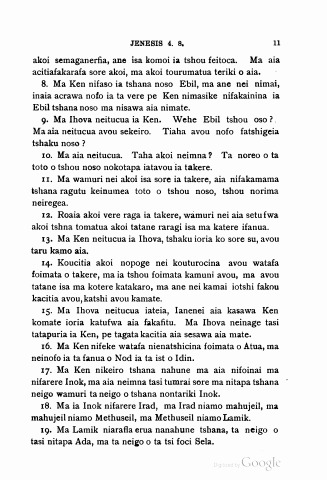 JENESIS 4. 8. 11
akoi semaganerfia, ane isa komoi ia tshou feitoca. Ma aia
acitiafakarafa sore akoi, ma akoi tourumatua teriki o aia.
8. Ma Ken nifaso ia tshana noso Ebil, ma ane nei nimai,
inaia acrawa nofo ia ta vere pe Ken nimasike nifakainina ia
Ebil tshana noso ma nisawa aia nimate.
9. Ma Ihova neitucua ia Ken. Wehe Ebil tshou oso?
Ma aia neitucua avou sekeiro. Tiaha avou nofo fatshigeia
tshaku noso?
10. Ma aia neitucua. Taha akoi neimna? Ta noreo o ta
toto o tshou noso nokotapa iatavou ia takere.
11. Ma wamuri nei akoi isa sore ia takere, aia nifakamama
tshana ragutu keinumea toto o tshou noso, tshou norima
neiregea.
12. Roaia akoi vere raga ia takere, wamuri nei aia setufwa
akoi tshna tomatua akoi tatane raragi isa ma katere ifanua.
13. Ma Ken neitucua ia Ihova, tshaku ioria ko sore su, avou
taru kamo aia.
14. Koucitia akoi nopoge nei kouturocina avou watafa
foimata o takere, ma ia tshou foimata kamuni avou, ma avou
tatane isa ma kotere katakaro, ma ane nei kamai iotshi fakou
kacitia avou, katshi avou kamate.
15. Ma Ihova neitucua iateia, Ianenei aia kasawa Ken
komate ioria katufwa aia fakafitu. Ma Ihova neinage tasi
tatapuria ia Ken, pe tagata kacitia aia sesawa aia mate.
16. Ma Ken nifeke watafa nienatshicina foimata o Atua, ma
neinofo ia ta fanua o Nod ia ta ist o Idin.
17. Ma Ken nikeiro tshana nahune ma aia nifoinai ma
nifarere Inok, ma aia neimna tasi tumrai sore ma nitapa tshana
neigo wamuri ta neigo o tshana nontariki Inok.
18. Ma ia Inok nifarere Irad, ma Irad niamo mahujeil, ma
mahujeil niamo Methuseil, ma Methuseil niamo Lamik.
19. Ma Lamik niarafla erua nanahune tshana, ta neigo o
tasi nitapa Ada, ma ta neigo o ta tsi foci Sela.
Digitized by Google